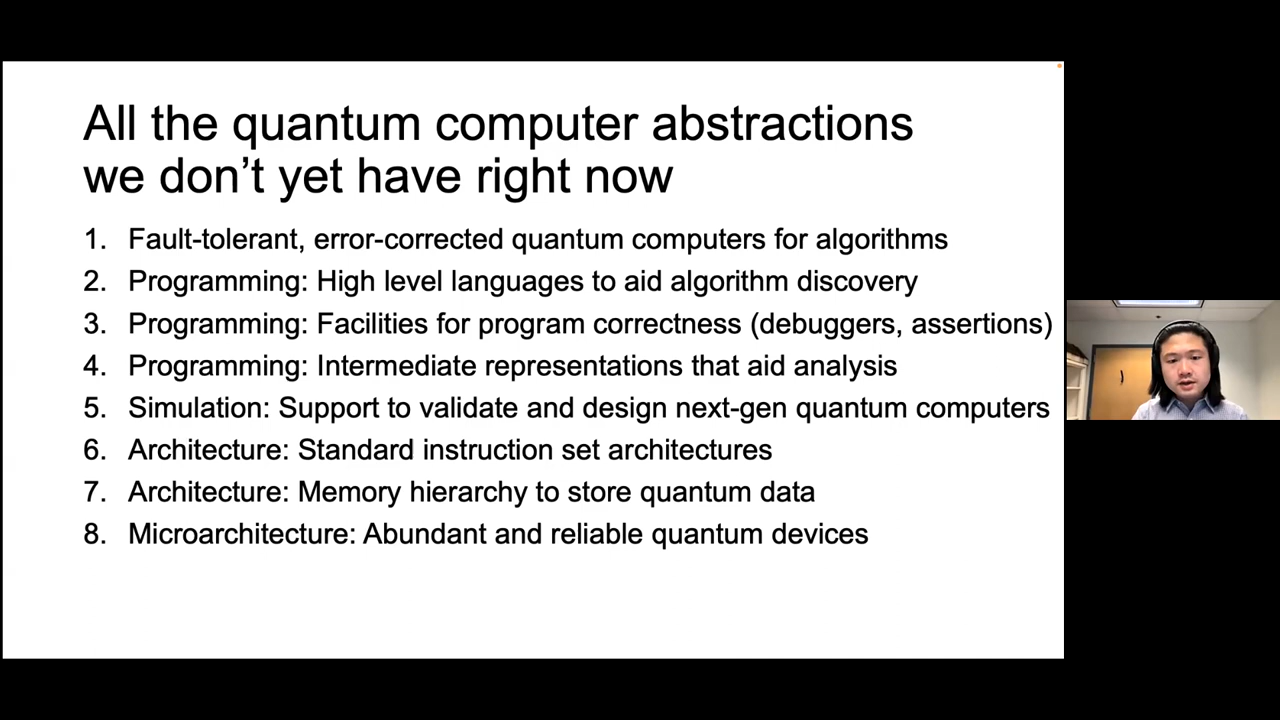 All the quantum computer abstractions
we don't yet have right now
1. Fault-tolerant, error-corrected quantum computers for algorithms
2. Programming: High level languages to aid algorithm discovery
3. Programming: Facilities for program correctness (debuggers, assertions)
4. Programming: Intermediate representations that aid analysis
5. Simulation: Support to validate and design next-gen quantum computers
6. Architecture: Standard instruction set architectures
7. Architecture: Memory hierarchy to store quantum data
8. Microarchitecture: Abundant and reliable quantum devices